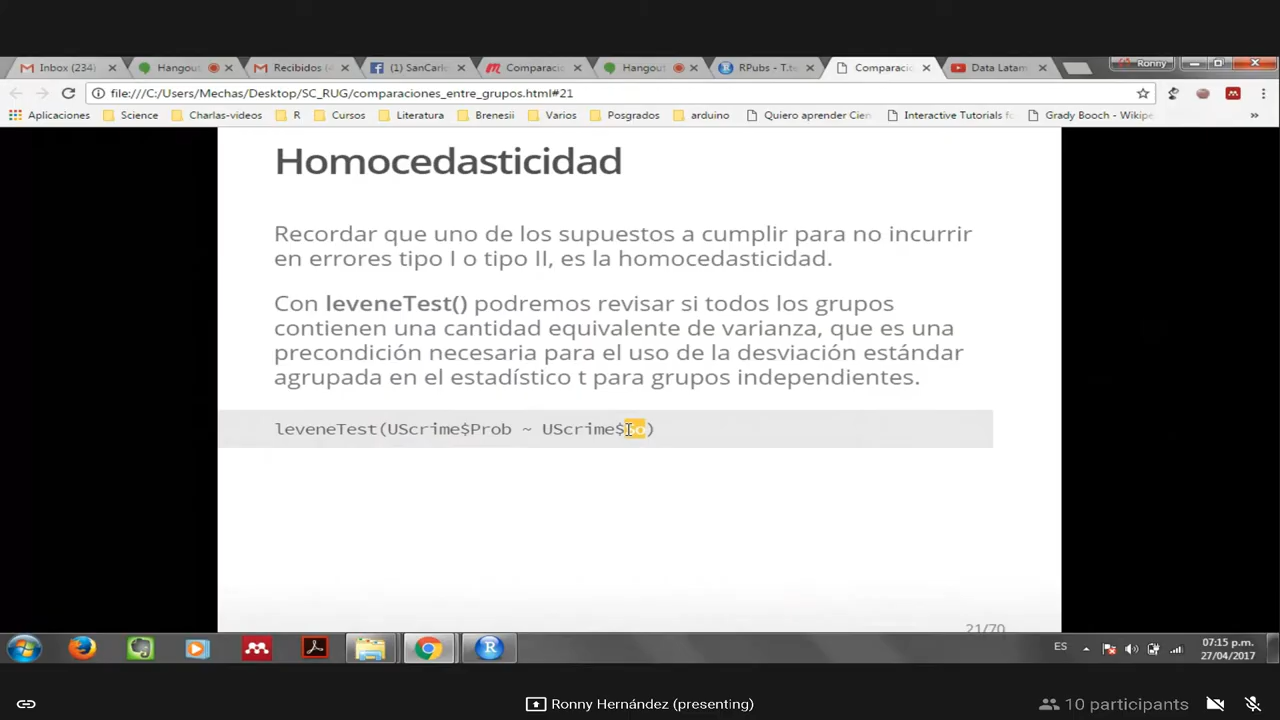 Inbox (234)
Hangout
Recibidos (
(1) SanCarl
Comparacio
Hangout
RPubs - T.te
Comparacio
Data Latam
Ronny
file:///C:/Users/Mechas/Desktop/SC_RUG/comparaciones_entre_grupos.html#21
Aplicaciones
Science
Charlas-videos
R
Cursos
Literatura
Brenesii
Varios
Posgrados
arduino
Quiero aprender Cien
Interactive Tutorials f
Grady Booch - Wikipe
Homocedasticidad
Recordar que uno de los supuestos a cumplir para no incurrir
en errores tipo I o tipo II, es la homocedasticidad.
Con leveneTest() podremos revisar si todos los grupos
contienen una cantidad equivalente de varianza, que es una
precondición necesaria para el uso de la desviación estándar
agrupada en el estadístico t para grupos independientes.
leveneTest(UScrime$Prob ~ UScrime$So)
21/70
ES
07:15 p.m.
27/04/2017
Ronny Hernández (presenting)
10 participants